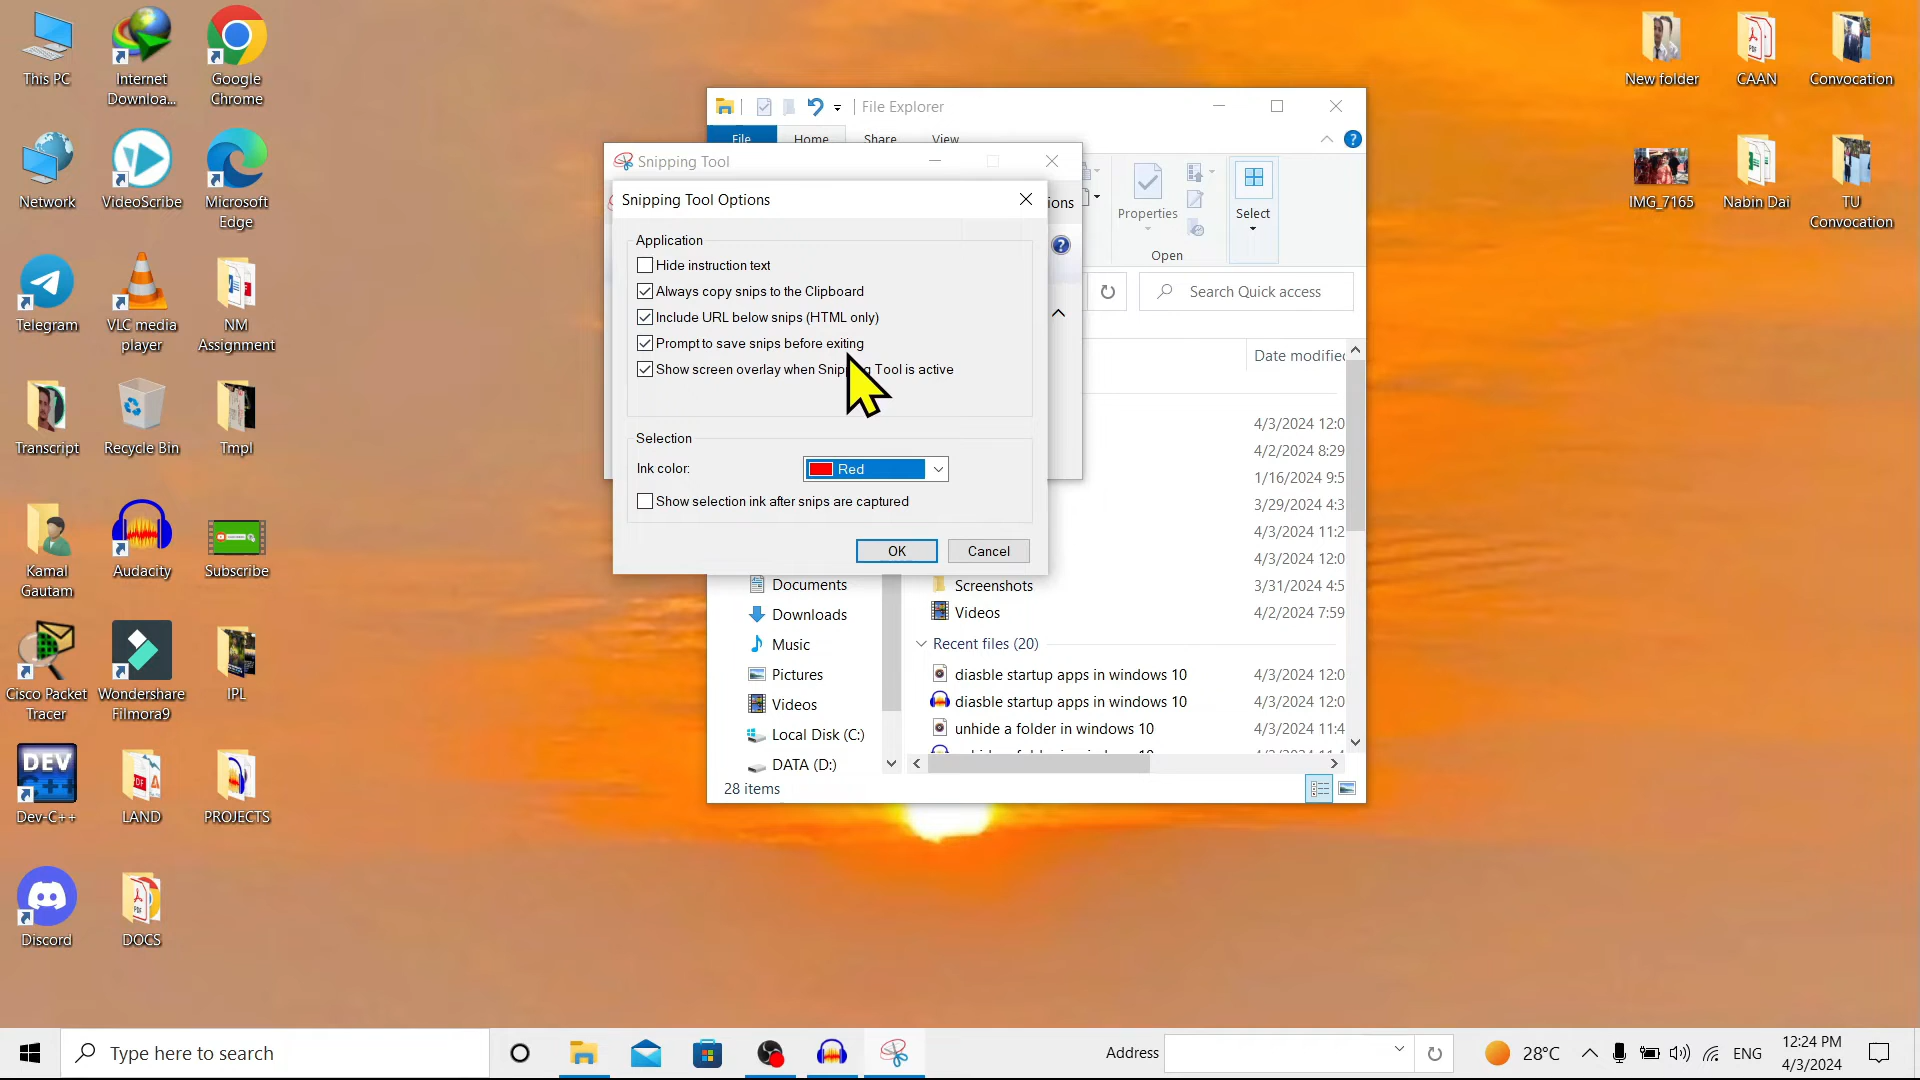 This PC
Internet
Downloa...
Google
Chrome
Network
VideoScribe
Microsoft
Edge
Telegram
VLC media
player
NM
Assignment
Transcript
Recycle Bin
Tmpl
Kamal
Gautam
Audacity
Subscribe
Cisco Packet
Tracer
Wondershare
Filmora9
IPL
DEV
C++
Dev-C++
LAND
PROJECTS
Discord
DOCS
New folder
CAAN
Convocation
IMG_7165
Nabin Dai
TU
Convocation
File Explorer
File
Home
Share
View
Properties
Select
Open
Search Quick access
Date modified
4/3/2024 12:0
4/2/2024 8:29
1/16/2024 9:5
3/29/2024 4:3
4/3/2024 11:2
4/3/2024 12:0
Screenshots
3/31/2024 4:5
Videos
4/2/2024 7:59
Recent files (20)
diasble startup apps in windows 10
4/3/2024 12:0
diasble startup apps in windows 10
4/3/2024 12:0
unhide a folder in windows 10
4/3/2024 11:4
Documents
Downloads
Music
Pictures
Videos
Local Disk (C:)
DATA (D:)
28 items
Snipping Tool
ions
Snipping Tool Options
Application
Hide instruction text
Always copy snips to the Clipboard
Include URL below snips (HTML only)
Prompt to save snips before exiting
Show screen overlay when Snipp Tool is active
Selection
Ink color:
Red
Show selection ink after snips are captured
OK
Cancel
Type here to search
Address
28°C
ENG
12:24 PM
4/3/2024